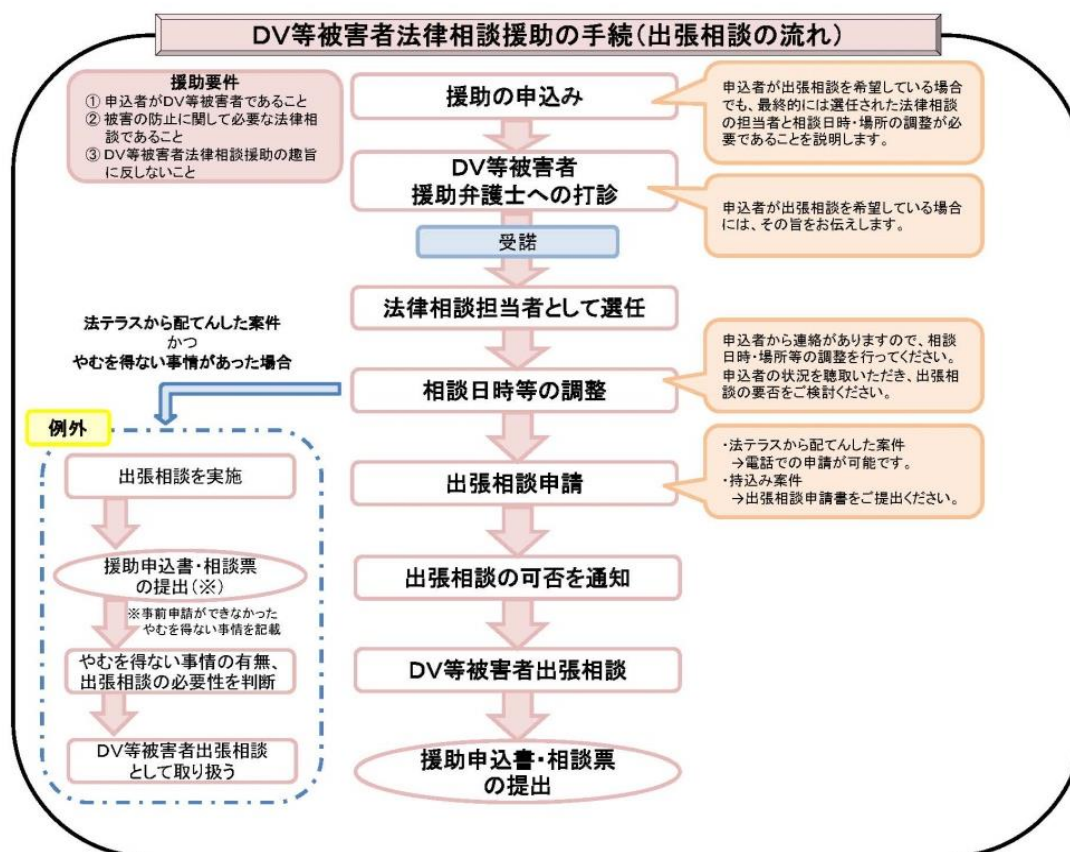 DV等被害者法律相談援助の手続(出張相談の流れ)
援助要件
① 申込者がDV等被害者であること
② 被害の防止に関して必要な法律相
談であること
③ DV等被害者法律相談援助の趣旨
に反しないこと
援助の申込み
申込者が出張相談を希望している場合
でも、最終的には選任された法律相談
の担当者と相談日時・場所の調整が必
要であることを説明します。
DV等被害者
援助弁護士への打診
申込者が出張相談を希望している場合
には、その旨をお伝えします。
受諾
法律相談担当者として選任
法テラスから配てんした案件
かつ
やむを得ない事情があった場合
相談日時等の調整
申込者から連絡がありますので、相談
日時・場所等の調整を行ってください。
申込者の状況を聴取いただき、出張相
談の要否をご検討ください。
出張相談申請
・法テラスから配てんした案件
→電話での申請が可能です。
・持込み案件
→出張相談申請書をご提出ください。
出張相談の可否を通知
DV等被害者出張相談
援助申込書・相談票
の提出
例外
出張相談を実施
援助申込書・相談票
の提出(※)
※事前申請ができなかった
やむを得ない事情を記載
やむを得ない事情の有無、
出張相談の必要性を判断
DV等被害者出張相談
として取り扱う